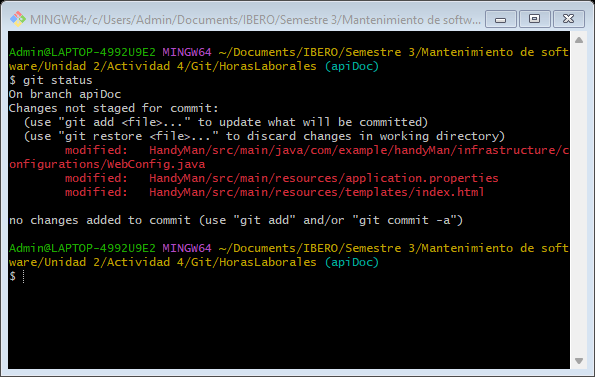 MINGW64:/c/Users/Admin/Documents/IBERO/Semestre 3/Mantenimiento de softw...
Admin@LAPTOP-4992U9E2 MINGW64 ~/Documents/IBERO/Semestre 3/Mantenimiento de soft
ware/Unidad 2/Actividad 4/Git/HorasLaborales (apiDoc)
$ git status
On branch apiDoc
Changes not staged for commit:
  (use "git add <file>..." to update what will be committed)
  (use "git restore <file>..." to discard changes in working directory)
        modified:   HandyMan/src/main/java/com/example/handyMan/infrastructure/c
onfigurations/WebConfig.java
        modified:   HandyMan/src/main/resources/application.properties
        modified:   HandyMan/src/main/resources/templates/index.html
no changes added to commit (use "git add" and/or "git commit -a")
Admin@LAPTOP-4992U9E2 MINGW64 ~/Documents/IBERO/Semestre 3/Mantenimiento de soft
ware/Unidad 2/Actividad 4/Git/HorasLaborales (apiDoc)
$